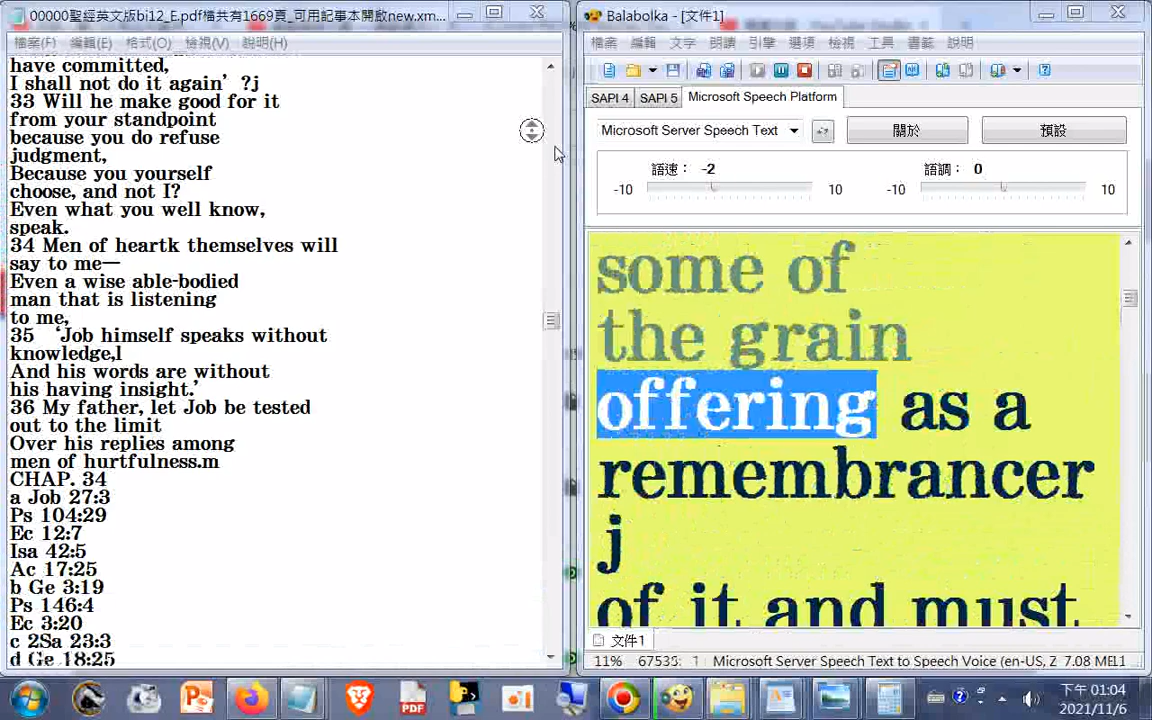 00000聖經英文版bi12_E.pdf檔共有1669頁_可用記事本開啟new.xm...
檔案(F) 編輯(E) 格式(O) 檢視(V) 說明(H)
have committed,
I shall not do it again’?j
33 Will he make good for it
from your standpoint
because you do refuse
judgment,
Because you yourself
choose, and not I?
Even what you well know,
speak.
34 Men of heartk themselves will
say to me—
Even a wise able-bodied
man that is listening
to me,
35 ‘Job himself speaks without
knowledge,l
And his words are without
his having insight.’
36 My father, let Job be tested
out to the limit
Over his replies among
men of hurtfulness.m
CHAP. 34
a Job 27:3
Ps 104:29
Ec 12:7
Isa 42:5
Ac 17:25
b Ge 3:19
Ps 146:4
Ec 3:20
c 2Sa 23:3
d Ge 18:25
Balabolka - [文件1]
檔案 編輯 文字 朗讀 引擎 選項 檢視 工具 書籤 說明
SAPI 4 SAPI 5 Microsoft Speech Platform
Microsoft Server Speech Text 關於 預設
語速: -2 語調: 0
-10 10 -10 10
some of
the grain
offering as a
remembrancer
j
of it and must
文件1
11% 67535: 1 Microsoft Server Speech Text to Speech Voice (en-US, Z 7.08 ME
下午 01:04
2021/11/6